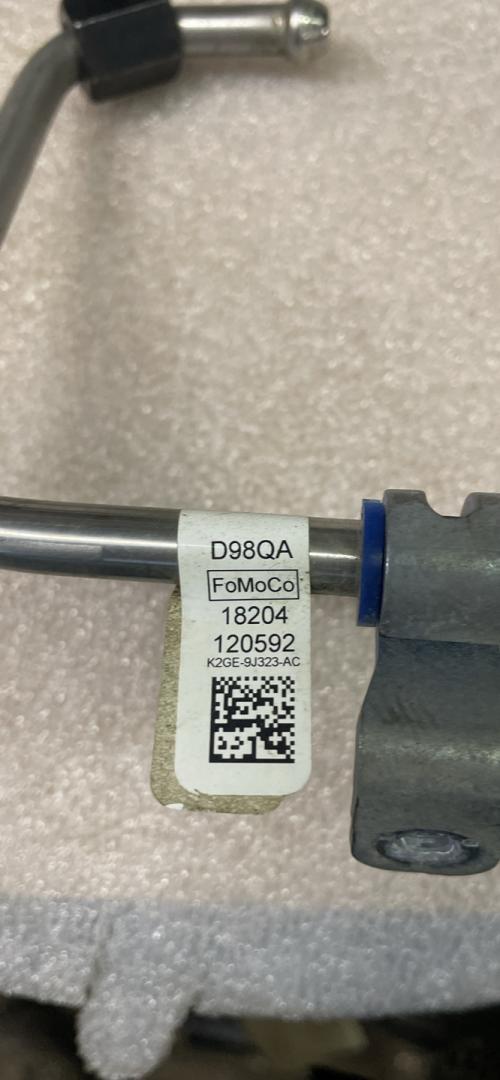 D98QA
FoMoCo
18204
120592
K2GE-9J323-AC